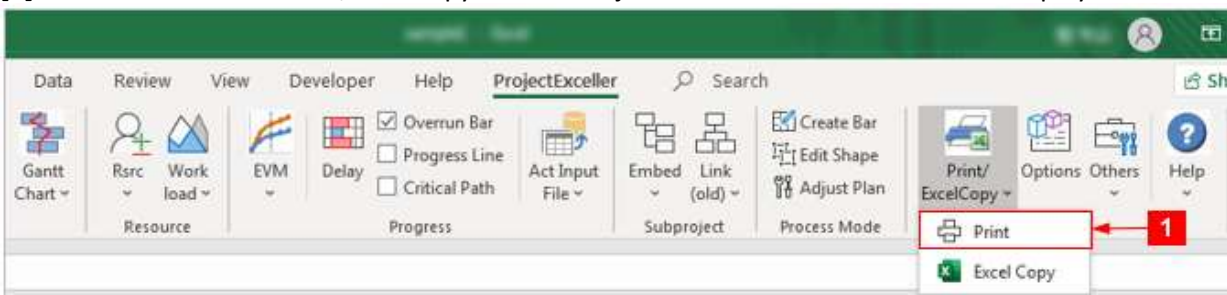 Data Review View Developer Help ProjectExceller Search Sh
Gantt Chart Rsrc Work load EVM Delay Overrun Bar Act Input File Embed Link (old) Create Bar Print/ ExcelCopy Options Others Help
Progress Line Edit Shape
Critical Path Adjust Plan
Resource Progress Subproject Process Mode
Print 1
Excel Copy